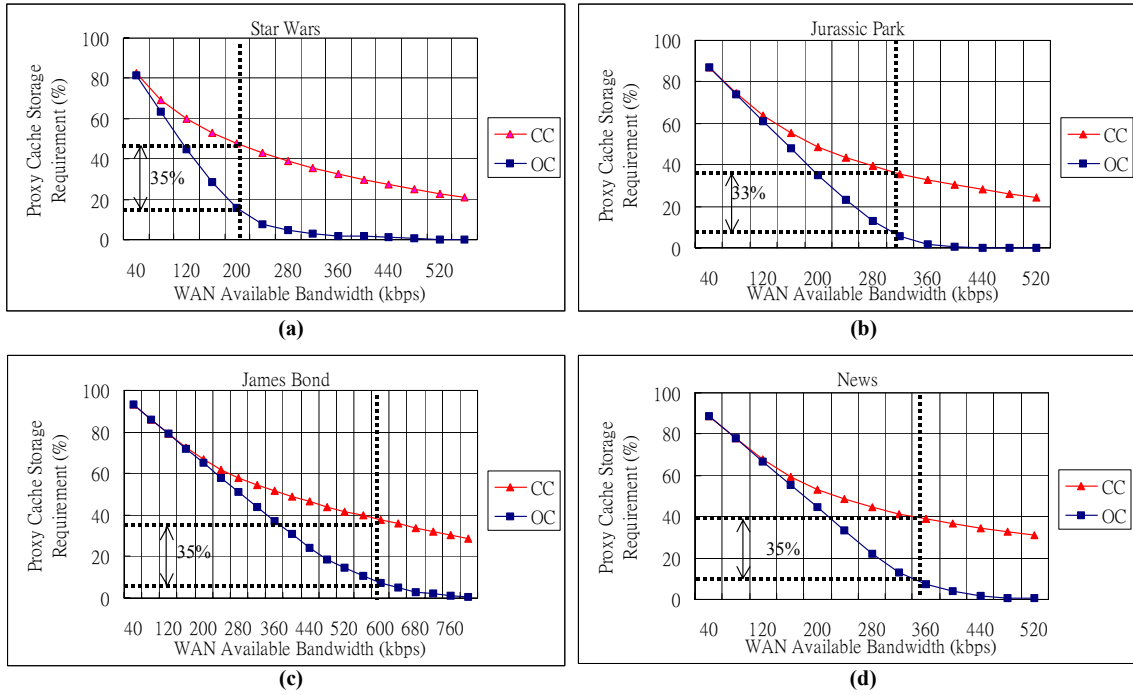 Star Wars
Proxy Cache Storage
Requirement (%)
100
80
60
40
20
0
35%
40 120 200 280 360 440 520
WAN Available Bandwidth (kbps)
CC
OC
(a)
Jurassic Park
Proxy Cache Storage
Requirement (%)
100
80
60
40
20
0
33%
40 120 200 280 360 440 520
WAN Available Bandwidth (kbps)
CC
OC
(b)
James Bond
Proxy Cache Storage
Requirement (%)
100
80
60
40
20
0
35%
40 120 200 280 360 440 520 600 680 760
WAN Available Bandwidth (kbps)
CC
OC
(c)
News
Proxy Cache Storage
Requirement (%)
100
80
60
40
20
0
35%
40 120 200 280 360 440 520
WAN Available Bandwidth (kbps)
CC
OC
(d)